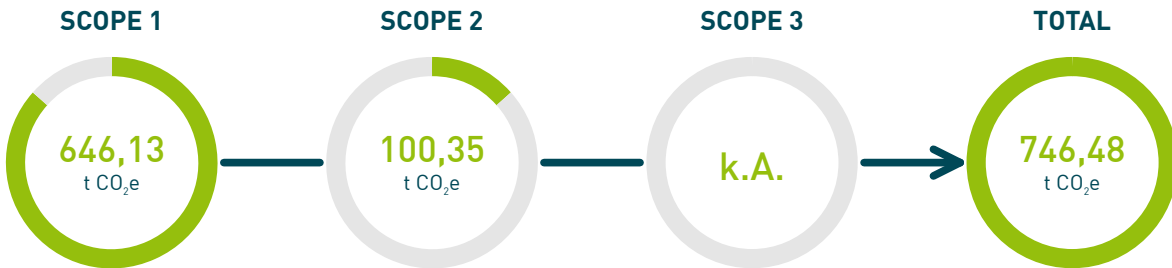 SCOPE 1
646,13
t CO₂e
SCOPE 2
100,35
t CO₂e
SCOPE 3
k.A.
TOTAL
746,48
t CO₂e